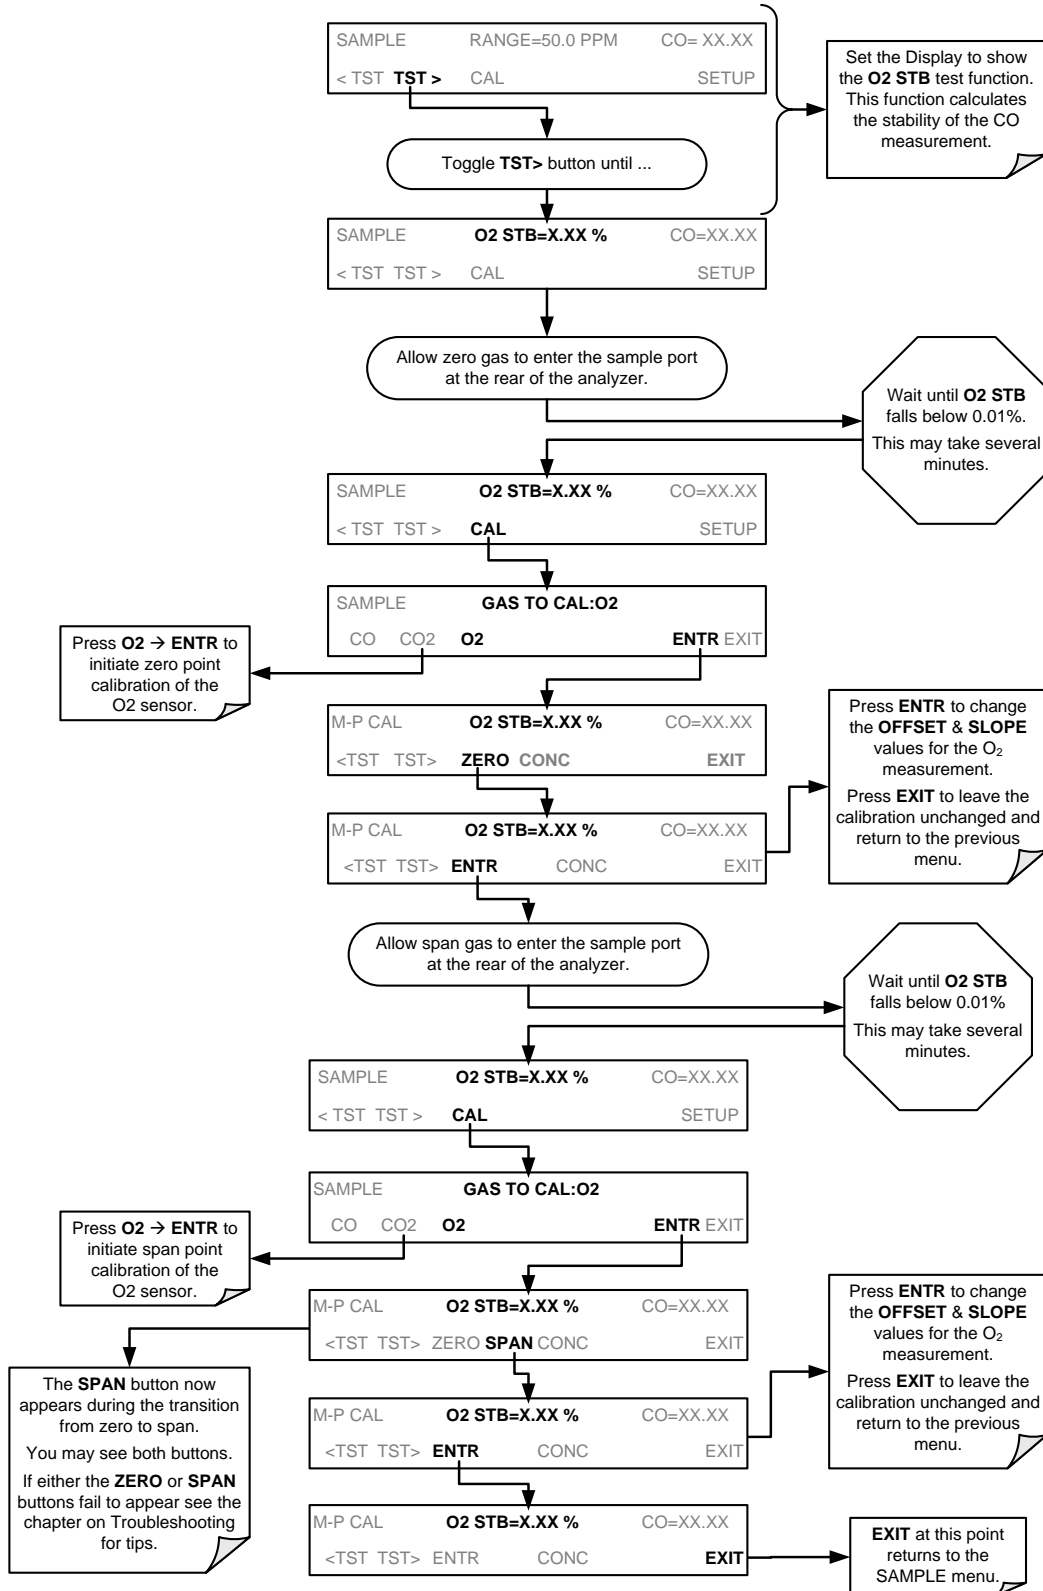 SAMPLE RANGE=50.0 PPM CO= XX.XX
< TST TST > CAL SETUP
Set the Display to show
the O2 STB test function.
This function calculates
the stability of the CO
measurement.
Toggle TST> button until ...
SAMPLE O2 STB=X.XX % CO=XX.XX
< TST TST > CAL SETUP
Allow zero gas to enter the sample port
at the rear of the analyzer.
Wait until O2 STB
falls below 0.01%.
This may take several
minutes.
SAMPLE O2 STB=X.XX % CO=XX.XX
< TST TST > CAL SETUP
SAMPLE GAS TO CAL:O2
CO CO2 O2 ENTR EXIT
Press O2 → ENTR to
initiate zero point
calibration of the
O2 sensor.
M-P CAL O2 STB=X.XX % CO=XX.XX
<TST TST> ZERO CONC EXIT
M-P CAL O2 STB=X.XX % CO=XX.XX
<TST TST> ENTR CONC EXIT
Press ENTR to change
the OFFSET & SLOPE
values for the O2
measurement.
Press EXIT to leave the
calibration unchanged and
return to the previous
menu.
Allow span gas to enter the sample port
at the rear of the analyzer.
Wait until O2 STB
falls below 0.01%
This may take several
minutes.
SAMPLE O2 STB=X.XX % CO=XX.XX
< TST TST > CAL SETUP
SAMPLE GAS TO CAL:O2
CO CO2 O2 ENTR EXIT
Press O2 → ENTR to
initiate span point
calibration of the
O2 sensor.
M-P CAL O2 STB=X.XX % CO=XX.XX
<TST TST> ZERO SPAN CONC EXIT
The SPAN button now
appears during the transition
from zero to span.
You may see both buttons.
If either the ZERO or SPAN
buttons fail to appear see the
chapter on Troubleshooting
for tips.
M-P CAL O2 STB=X.XX % CO=XX.XX
<TST TST> ENTR CONC EXIT
Press ENTR to change
the OFFSET & SLOPE
values for the O2
measurement.
Press EXIT to leave the
calibration unchanged and
return to the previous
menu.
M-P CAL O2 STB=X.XX % CO=XX.XX
<TST TST> ENTR CONC EXIT
EXIT at this point
returns to the
SAMPLE menu.